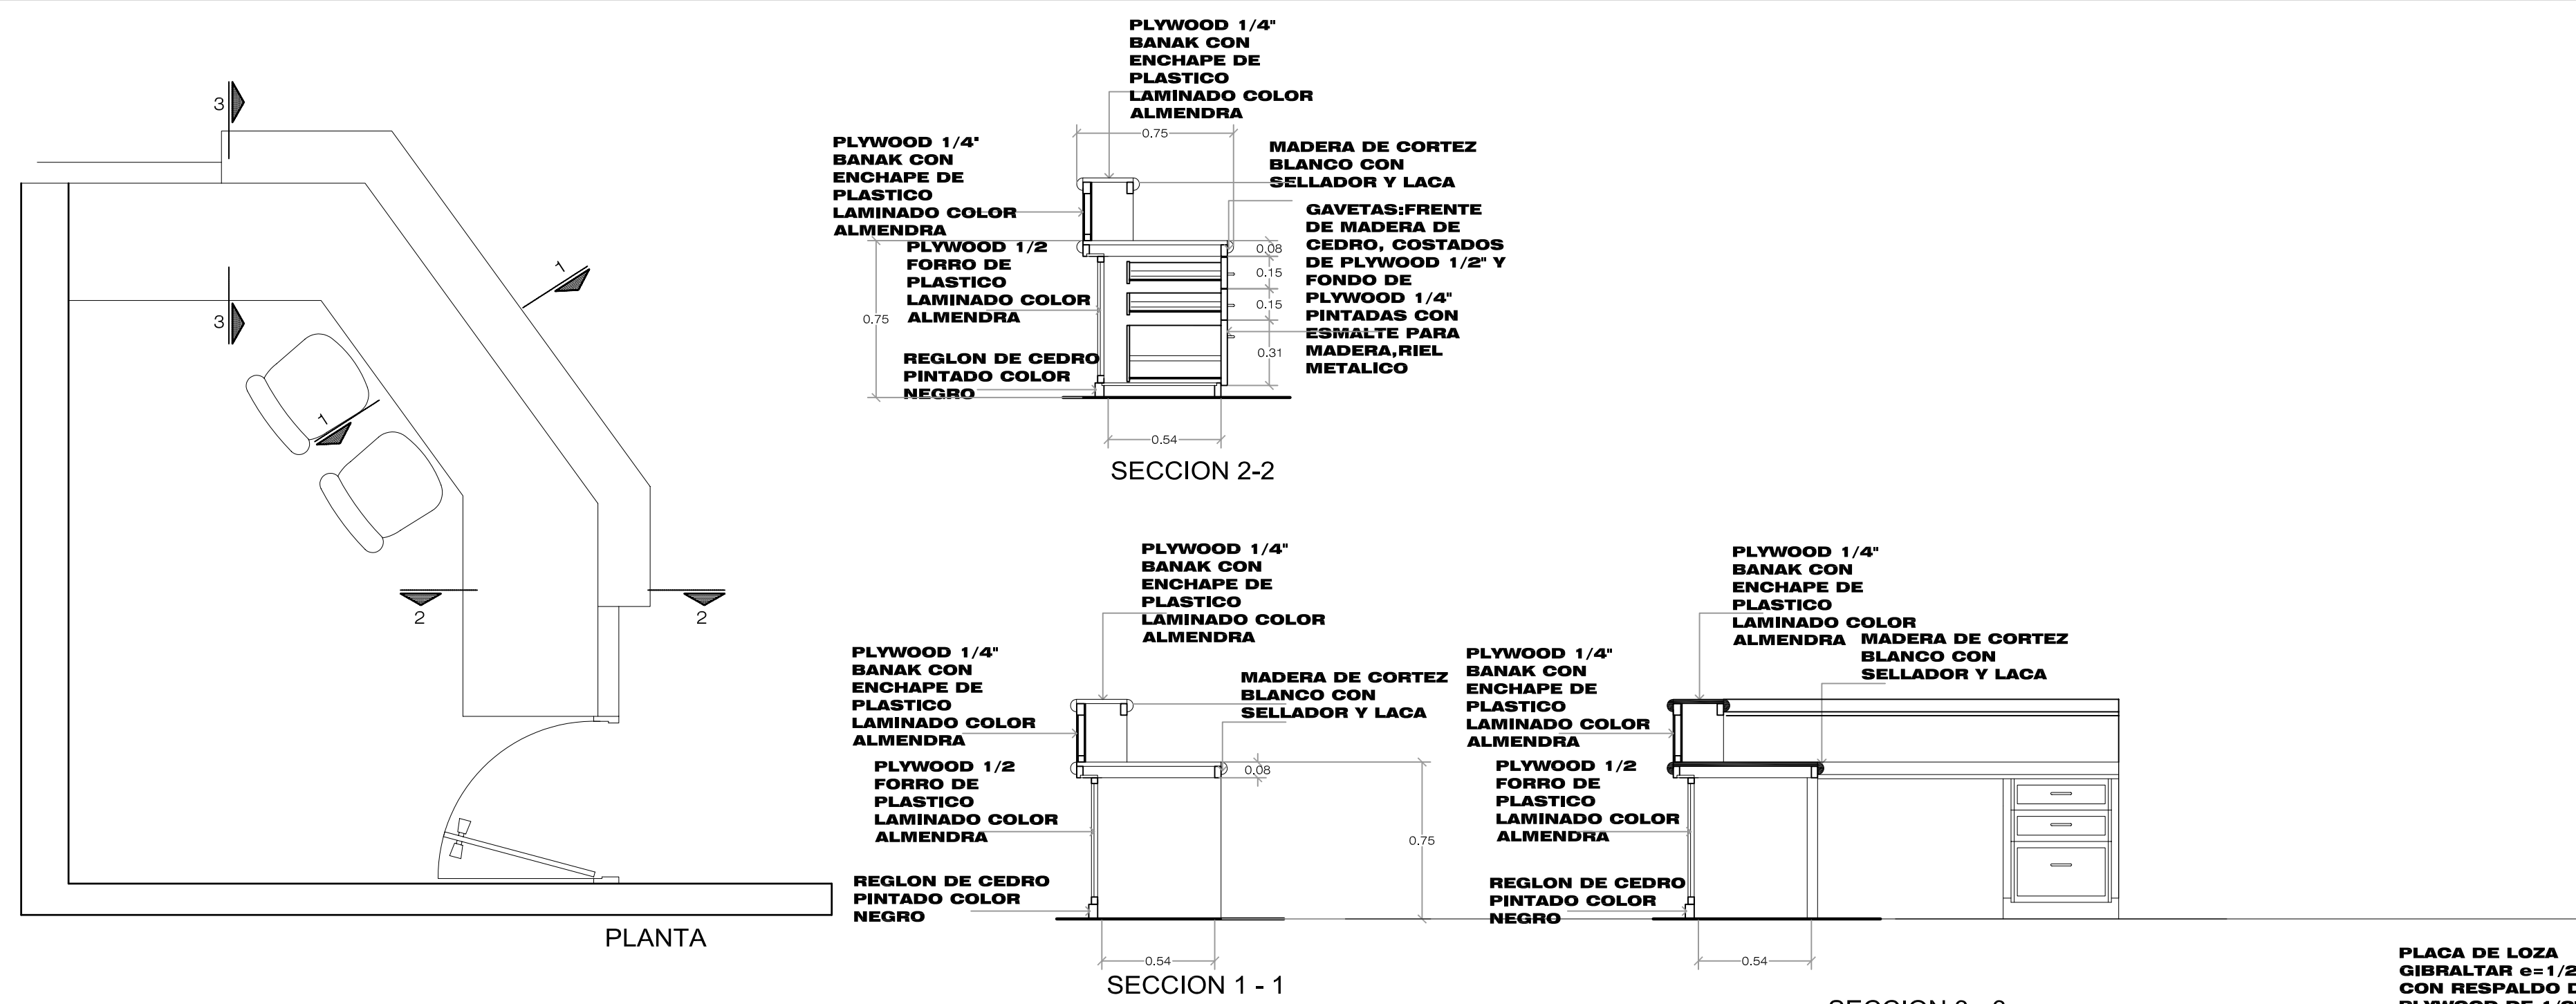 3
3
1
1
2
2
PLANTA
PLYWOOD 1/4"
BANAK CON
ENCHAPE DE
PLASTICO
LAMINADO COLOR
ALMENDRA
0.75
PLYWOOD 1/4"
BANAK CON
ENCHAPE DE
PLASTICO
LAMINADO COLOR
ALMENDRA
MADERA DE CORTEZ
BLANCO CON
SELLADOR Y LACA
PLYWOOD 1/2
FORRO DE
PLASTICO
LAMINADO COLOR
ALMENDRA
0.75
REGLON DE CEDRO
PINTADO COLOR
NEGRO
GAVETAS:FRENTE
DE MADERA DE
CEDRO, COSTADOS
DE PLYWOOD 1/2" Y
FONDO DE
PLYWOOD 1/4"
PINTADAS CON
ESMALTE PARA
MADERA,RIEL
METALICO
0.08
0.15
0.15
0.31
0.54
SECCION 2-2
PLYWOOD 1/4"
BANAK CON
ENCHAPE DE
PLASTICO
LAMINADO COLOR
ALMENDRA
PLYWOOD 1/4"
BANAK CON
ENCHAPE DE
PLASTICO
LAMINADO COLOR
ALMENDRA
MADERA DE CORTEZ
BLANCO CON
SELLADOR Y LACA
PLYWOOD 1/2
FORRO DE
PLASTICO
LAMINADO COLOR
ALMENDRA
0.08
0.75
REGLON DE CEDRO
PINTADO COLOR
NEGRO
0.54
SECCION 1 - 1
PLYWOOD 1/4"
BANAK CON
ENCHAPE DE
PLASTICO
LAMINADO COLOR
ALMENDRA
MADERA DE CORTEZ
BLANCO CON
SELLADOR Y LACA
PLYWOOD 1/4"
BANAK CON
ENCHAPE DE
PLASTICO
LAMINADO COLOR
ALMENDRA
PLYWOOD 1/2
FORRO DE
PLASTICO
LAMINADO COLOR
ALMENDRA
REGLON DE CEDRO
PINTADO COLOR
NEGRO
0.54
PLACA DE LOZA
GIBRALTAR e=1/2
CON RESPALDO D